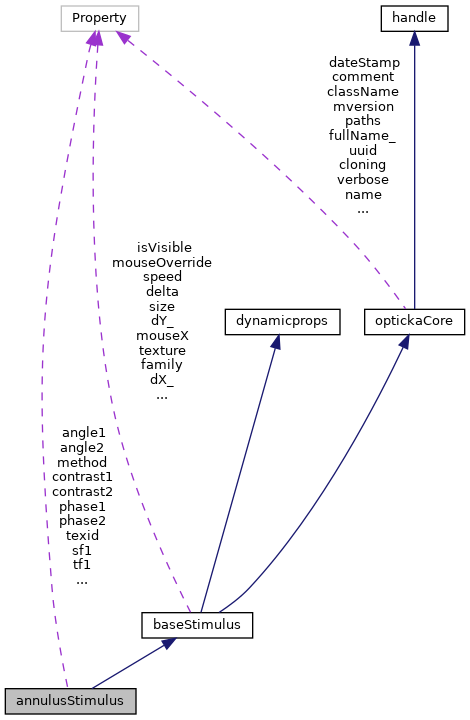 Property
handle
dateStamp
comment
className
mversion
paths
fullName_
uuid
cloning
verbose
name
...
isVisible
mouseOverride
speed
delta
size
dY_
mouseX
texture
family
dX_
...
dynamicprops
optickaCore
angle1
angle2
method
contrast1
contrast2
phase1
phase2
texid
sf1
tf1
...
baseStimulus
annulusStimulus